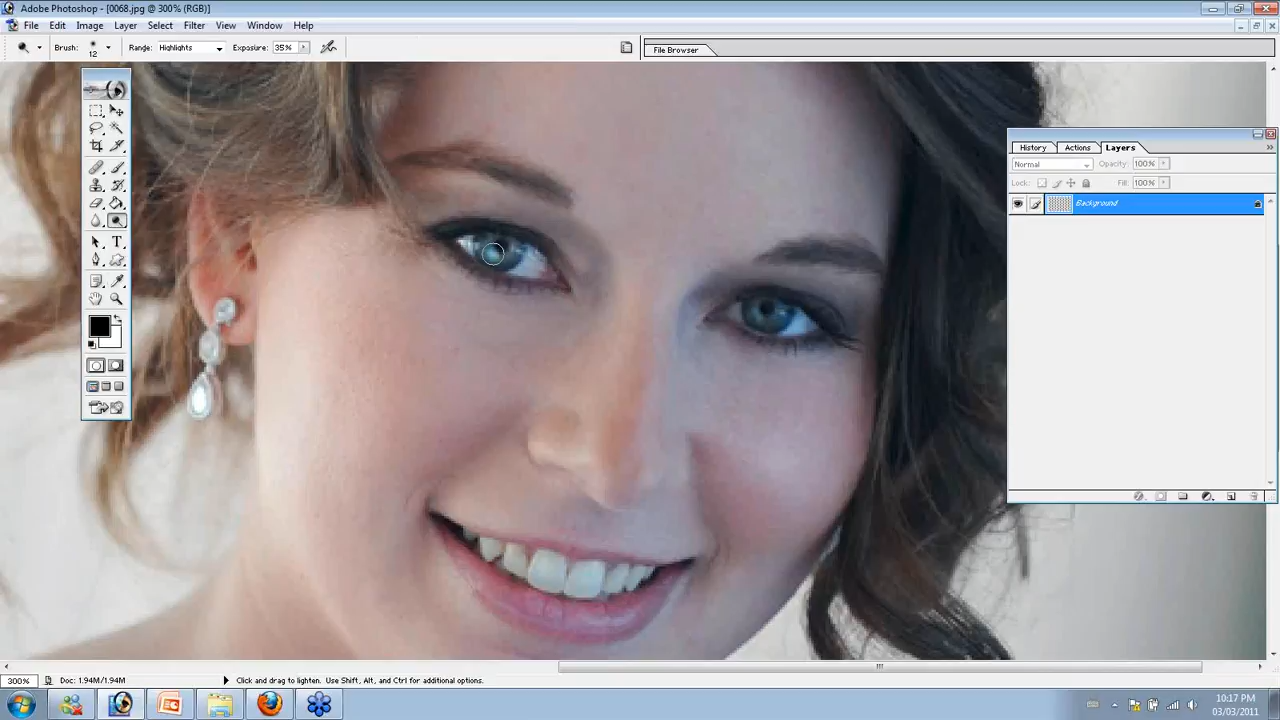 Adobe Photoshop - [0068.jpg @ 300% (RGB)]
File Edit Image Layer Select Filter View Window Help
Brush: 12 Range: Highlights Exposure: 35% File Browser
History Actions Layers
Normal Opacity: 100%
Lock: Fill: 100%
Background
T
300% Doc: 1.94M/1.94M Click and drag to lighten. Use Shift, Alt, and Ctrl for additional options.
10:17 PM
03/03/2011